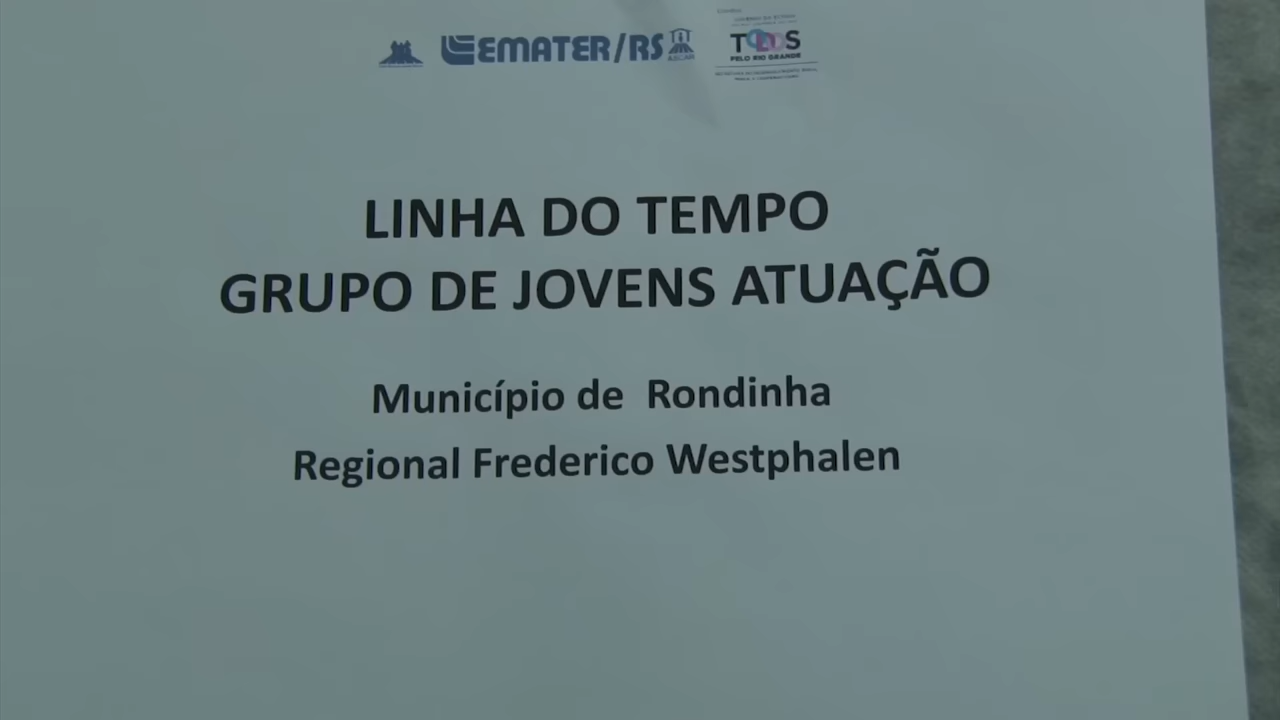 EMATER/RS
ASCAR
TODOS
PELO RIO GRANDE
LINHA DO TEMPO
GRUPO DE JOVENS ATUAÇÃO
Município de Rondinha
Regional Frederico Westphalen